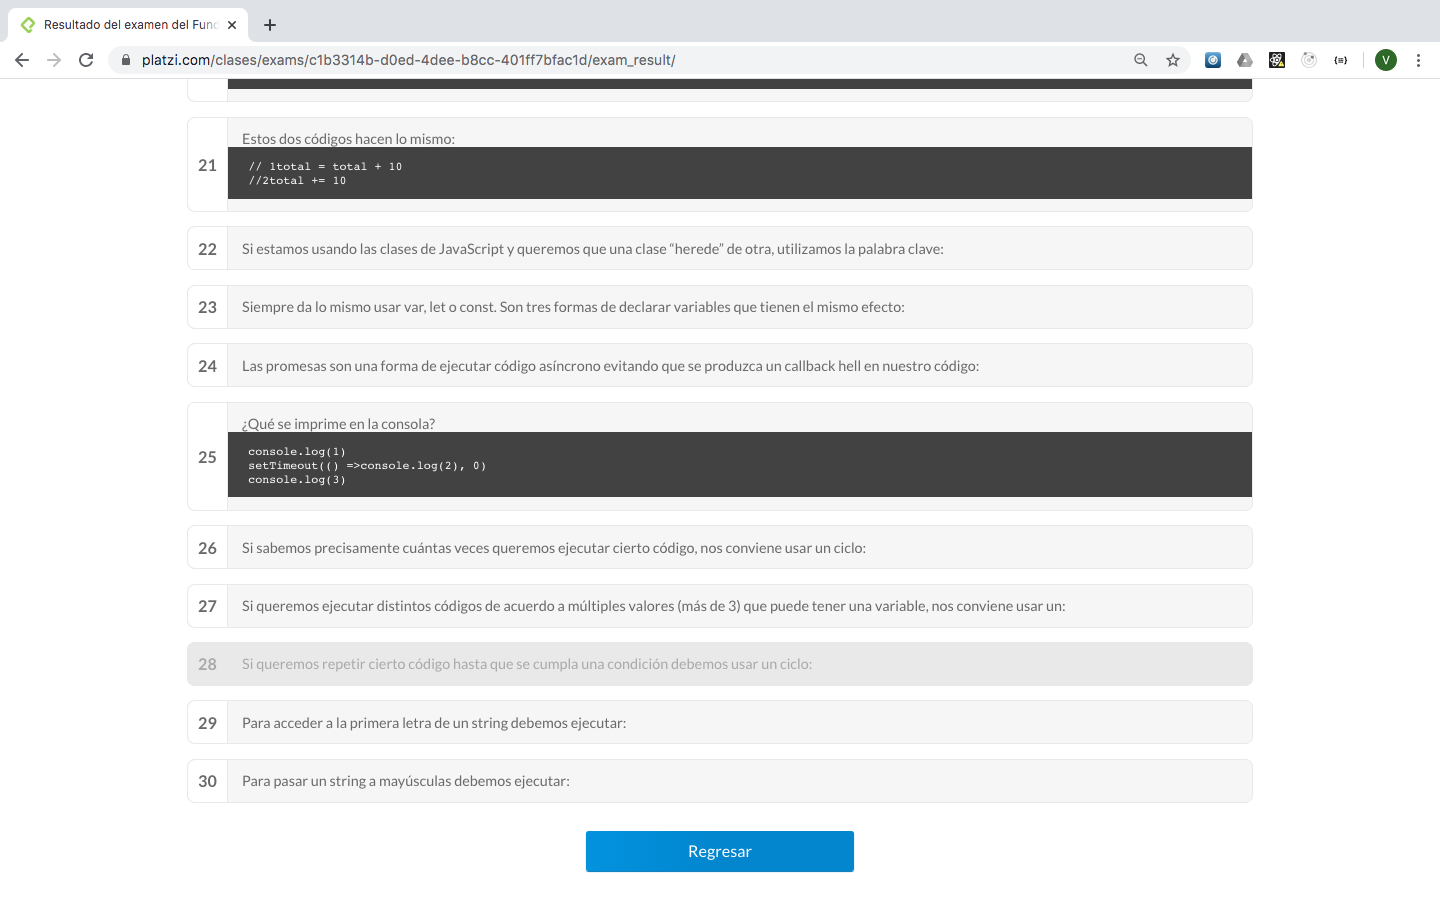 Resultado del examen del Fund
platzi.com/clases/exams/c1b3314b-d0ed-4dee-b8cc-401ff7bfac1d/exam_result/
V
21
Estos dos códigos hacen lo mismo:
// 1total = total + 10
//2total += 10
22
Si estamos usando las clases de JavaScript y queremos que una clase “herede” de otra, utilizamos la palabra clave:
23
Siempre da lo mismo usar var, let o const. Son tres formas de declarar variables que tienen el mismo efecto:
24
Las promesas son una forma de ejecutar código asíncrono evitando que se produzca un callback hell en nuestro código:
25
¿Qué se imprime en la consola?
console.log(1)
setTimeout(() =>console.log(2), 0)
console.log(3)
26
Si sabemos precisamente cuántas veces queremos ejecutar cierto código, nos conviene usar un ciclo:
27
Si queremos ejecutar distintos códigos de acuerdo a múltiples valores (más de 3) que puede tener una variable, nos conviene usar un:
28
Si queremos repetir cierto código hasta que se cumpla una condición debemos usar un ciclo:
29
Para acceder a la primera letra de un string debemos ejecutar:
30
Para pasar un string a mayúsculas debemos ejecutar:
Regresar